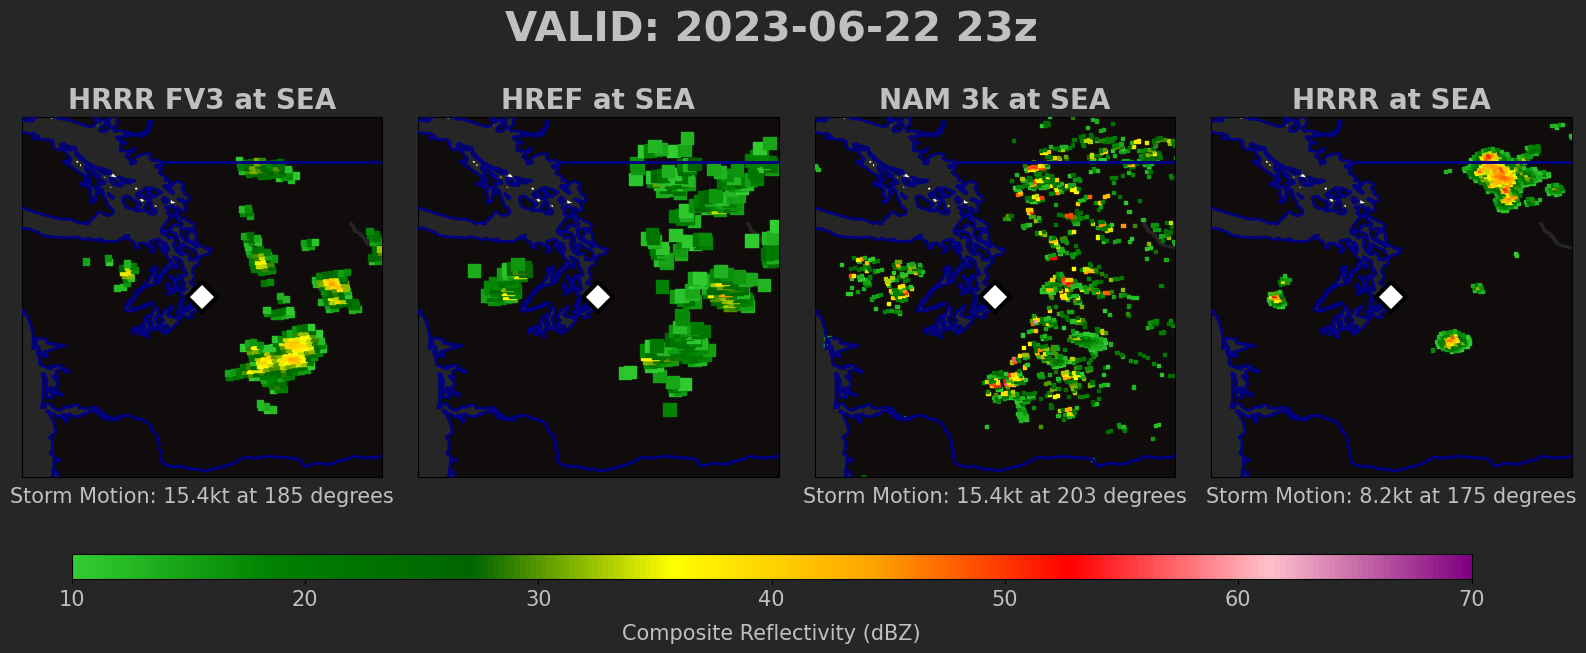 VALID: 2023-06-22 23z
HRRR FV3 at SEA
HREF at SEA
NAM 3k at SEA
HRRR at SEA
Storm Motion: 15.4kt at 185 degrees
Storm Motion: 15.4kt at 203 degrees
Storm Motion: 8.2kt at 175 degrees
10 20 30 40 50 60 70
Composite Reflectivity (dBZ)